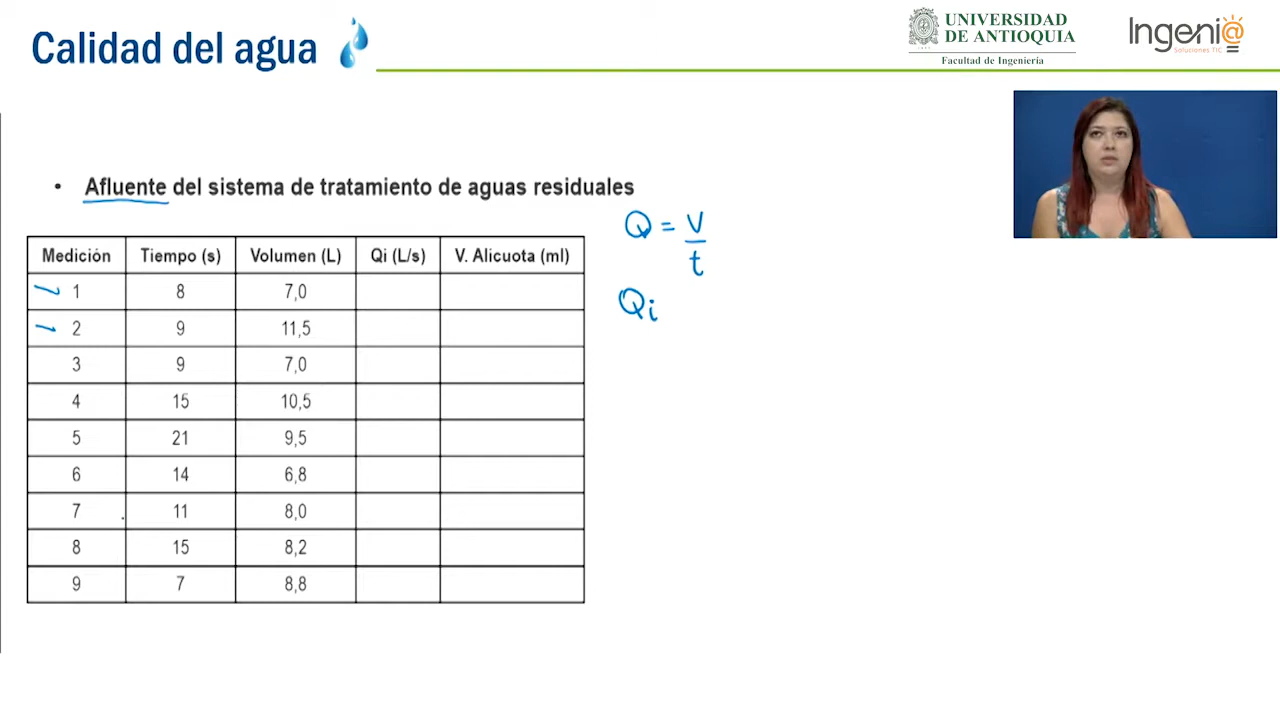 Calidad del agua
UNIVERSIDAD
DE ANTIOQUIA
Facultad de Ingeniería
Ingeni@
Soluciones TIC
• Afluente del sistema de tratamiento de aguas residuales
Q = V
t
Qi
Medición Tiempo (s) Volumen (L) Qi (L/s) V. Alicuota (ml)
1 8 7,0
2 9 11,5
3 9 7,0
4 15 10,5
5 21 9,5
6 14 6,8
7 11 8,0
8 15 8,2
9 7 8,8